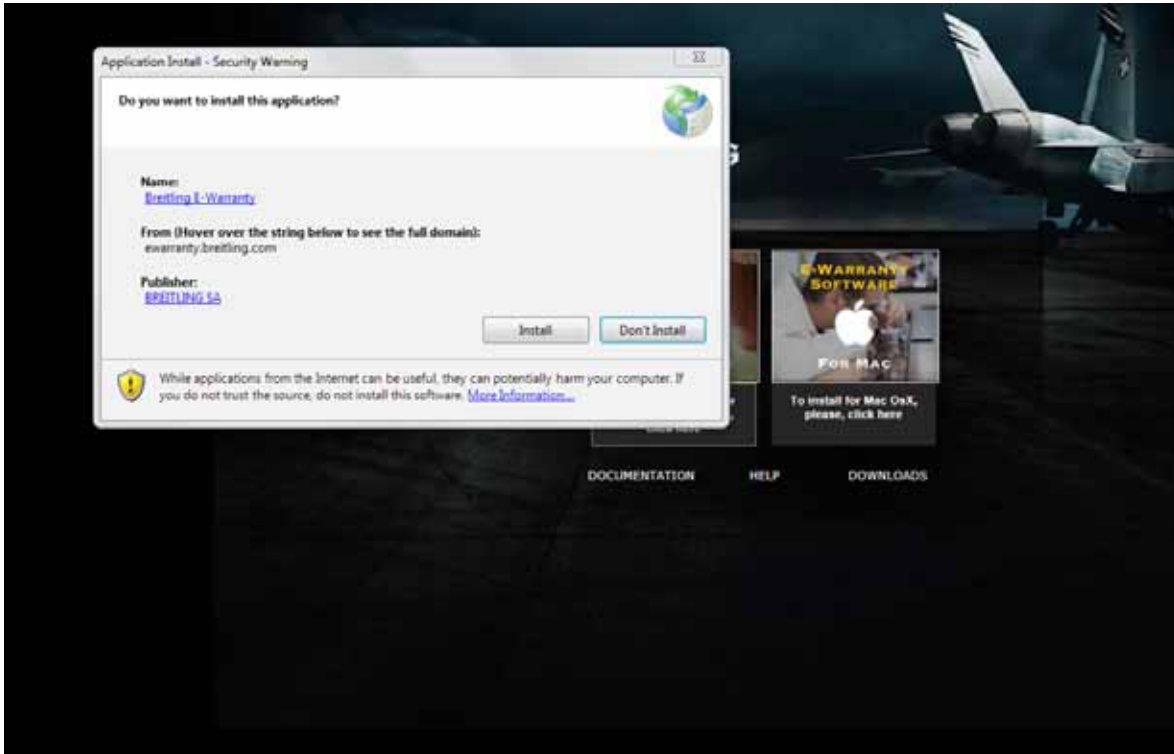 Application Install - Security Warning
Do you want to install this application?
Name:
Breitling E-Warranty
From (Hover over the string below to see the full domain):
ewarranty.breitling.com
Publisher:
BREITLING SA
Install
Don't Install
While applications from the Internet can be useful, they can potentially harm your computer. If
you do not trust the source, do not install this software. More Information...
G
E-WARRANTY
SOFTWARE
FOR MAC
To install for Mac OsX,
please, click here
DOCUMENTATION
HELP
DOWNLOADS